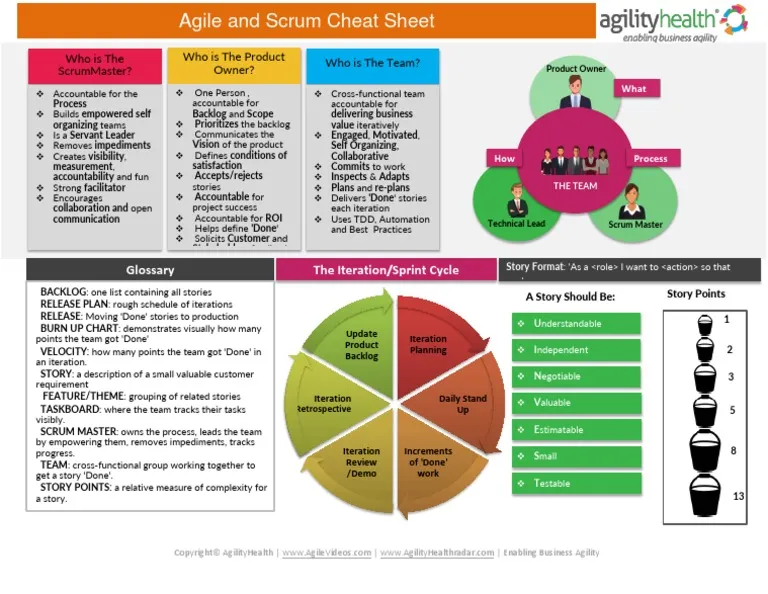 Agile and Scrum Cheat Sheet
agilityhealth®
enabling business agility
Who is The
ScrumMaster?
❖ Accountable for the
Process
❖ Builds empowered self
organizing teams
❖ Is a Servant Leader
❖ Removes impediments
❖ Creates visibility,
measurement,
accountability and fun
❖ Strong facilitator
❖ Encourages
collaboration and open
communication
Who is The Product
Owner?
❖ One Person ,
accountable for
Backlog and Scope
❖ Prioritizes the backlog
❖ Communicates the
Vision of the product
❖ Defines conditions of
satisfaction
❖ Accepts/rejects
stories
❖ Accountable for
project success
❖ Accountable for ROI
❖ Helps define 'Done'
❖ Solicits Customer and
Who is The Team?
❖ Cross-functional team
accountable for
delivering business
value iteratively
❖ Engaged, Motivated,
Self Organizing,
Collaborative
❖ Commits to work
❖ Inspects & Adapts
❖ Plans and re-plans
❖ Delivers 'Done' stories
each iteration
❖ Uses TDD, Automation
and Best Practices
Product Owner
What
How
Process
THE TEAM
Technical Lead
Scrum Master
Glossary
BACKLOG: one list containing all stories
RELEASE PLAN: rough schedule of iterations
RELEASE: Moving 'Done' stories to production
BURN UP CHART: demonstrates visually how many
points the team got 'Done'
VELOCITY: how many points the team got 'Done' in
an iteration.
STORY: a description of a small valuable customer
requirement
FEATURE/THEME: grouping of related stories
TASKBOARD: where the team tracks their tasks
visibly.
SCRUM MASTER: owns the process, leads the team
by empowering them, removes impediments, tracks
progress.
TEAM: cross-functional group working together to
get a story 'Done'.
STORY POINTS: a relative measure of complexity for
a story.
The Iteration/Sprint Cycle
Update
Product
Backlog
Iteration
Planning
Daily Stand
Up
Increments
of 'Done'
work
Iteration
Review
/Demo
Iteration
Retrospective
Story Format: 'As a <role> I want to <action> so that
A Story Should Be:
❖ Understandable
❖ Independent
❖ Negotiable
❖ Valuable
❖ Estimatable
❖ Small
❖ Testable
Story Points
1
2
3
5
8
13
Copyright© AgilityHealth | www.AgileVideos.com | www.AgilityHealthradar.com | Enabling Business Agility